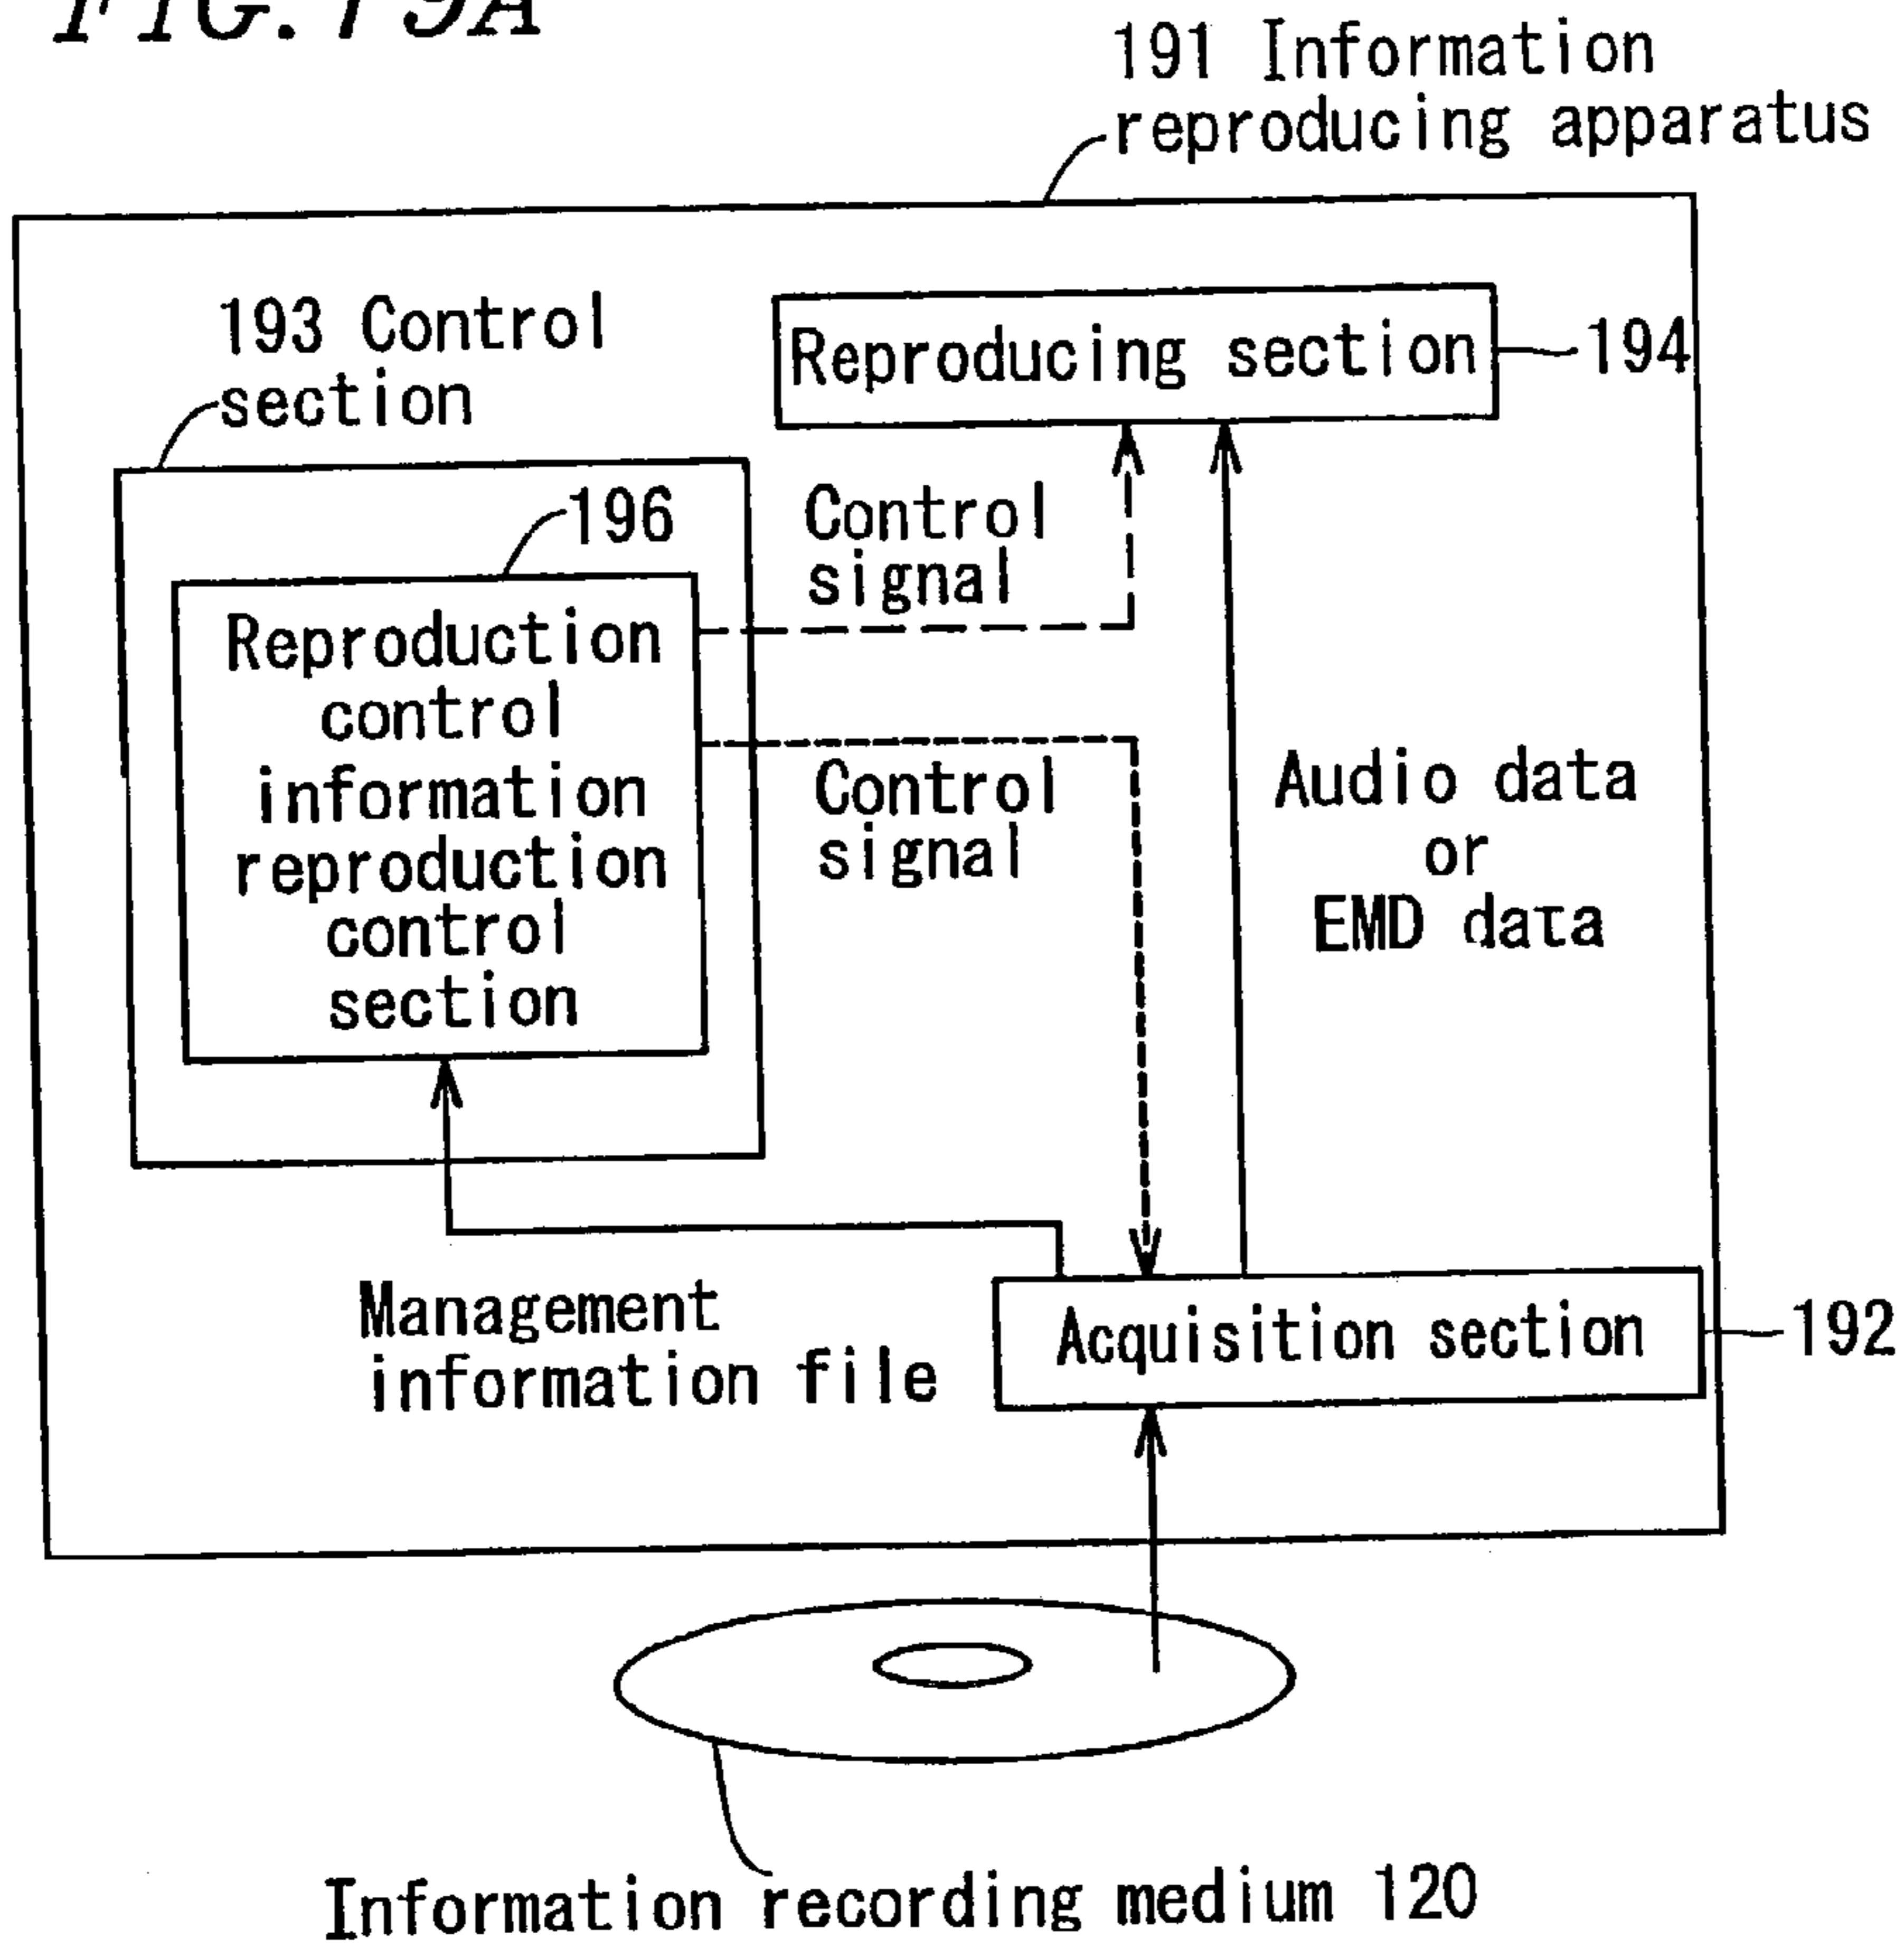 FIG. 19A
191 Information
reproducing apparatus
193 Control
section
Reproducing section
194
196
Control
signal
Reproduction
control
information
reproduction
control
section
Control
signal
Audio data
or
EMD data
Management
information file
Acquisition section
192
Information recording medium 120